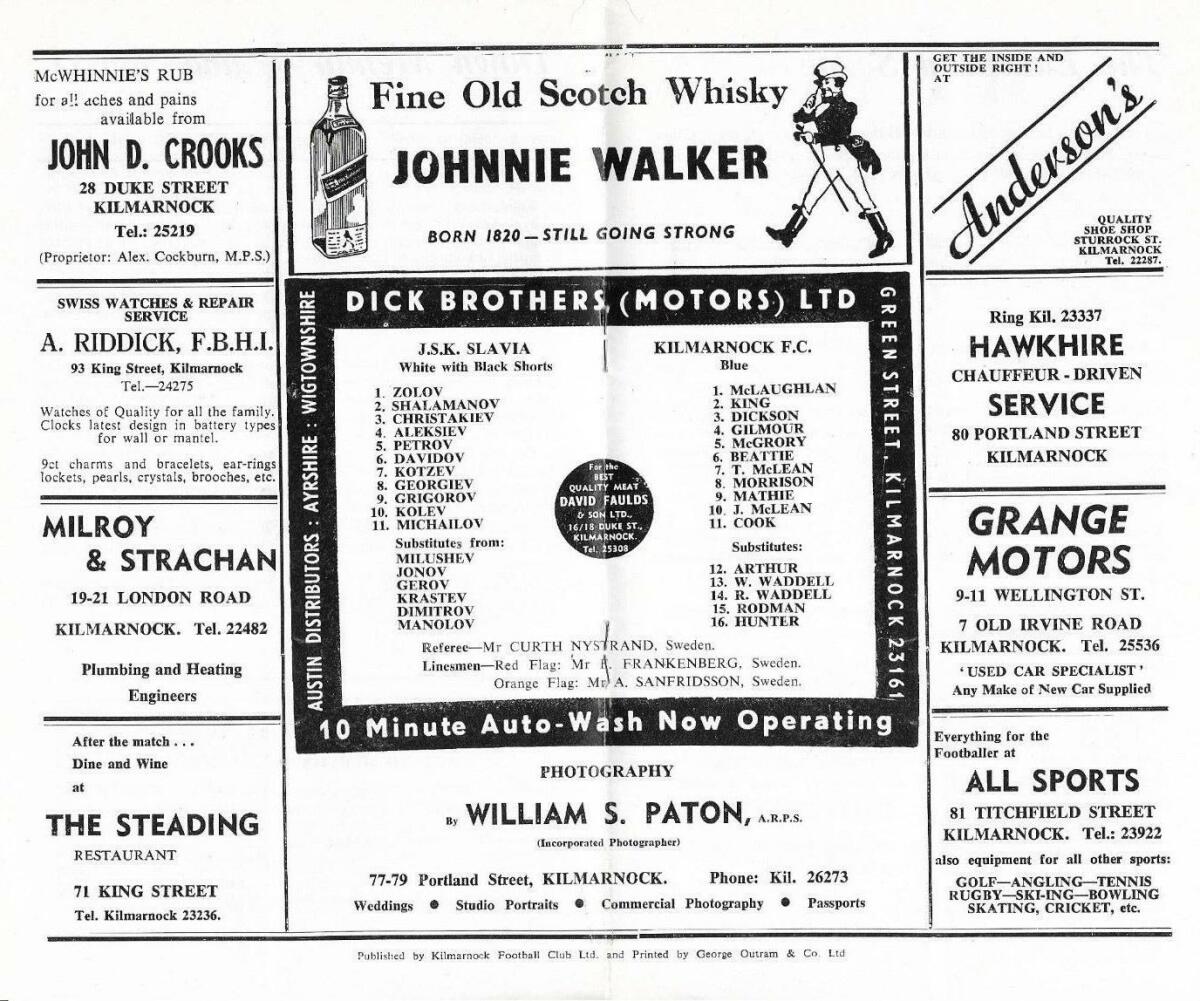 McWHINNIE'S RUB
for all aches and pains
available from
JOHN D. CROOKS
28 DUKE STREET
KILMARNOCK
Tel.: 25219
(Proprietor: Alex. Cockburn, M.P.S.)
SWISS WATCHES & REPAIR
SERVICE
A. RIDDICK, F.B.H.I.
93 King Street, Kilmarnock
Tel.—24275
Watches of Quality for all the family.
Clocks latest design in battery types
for wall or mantel.
9ct charms and bracelets, ear-rings
lockets, pearls, crystals, brooches, etc.
MILROY
& STRACHAN
19-21 LONDON ROAD
KILMARNOCK. Tel. 22482
Plumbing and Heating
Engineers
After the match . . .
Dine and Wine
at
THE STEADING
RESTAURANT
71 KING STREET
Tel. Kilmarnock 23236.
Fine Old Scotch Whisky
JOHNNIE WALKER
BORN 1820—STILL GOING STRONG
DICK BROTHERS (MOTORS) LTD
AUSTIN DISTRIBUTORS : AYRSHIRE : WIGTOWNSHIRE
J.S.K. SLAVIA
White with Black Shorts
1. ZOLOV
2. SHALAMANOV
3. CHRISTAKIEV
4. ALEKSIEV
5. PETROV
6. DAVIDOV
7. KOTZEV
8. GEORGIEV
9. GRIGOROV
10. KOLEV
11. MICHAILOV
Substitutes from:
MILUSHEV
JONOV
GEROV
KRASTEV
DIMITROV
MANOLOV
For the
BEST
QUALITY MEAT
DAVID FAULDS
& SON LTD.,
16/18 DUKE ST.,
KILMARNOCK.
Tel. 25308
KILMARNOCK F.C.
Blue
1. McLAUGHLAN
2. KING
3. DICKSON
4. GILMOUR
5. McGRORY
6. BEATTIE
7. T. McLEAN
8. MORRISON
9. MATHIE
10. J. McLEAN
11. COOK
Substitutes:
12. ARTHUR
13. W. WADDELL
14. R. WADDELL
15. RODMAN
16. HUNTER
Referee—Mr CURTH NYSTRAND, Sweden.
Linesmen—Red Flag: Mr FRANKENBERG, Sweden.
Orange Flag: Mr A. SANFRIDSSON, Sweden.
GREEN STREET, KILMARNOCK 23161
10 Minute Auto-Wash Now Operating
PHOTOGRAPHY
By WILLIAM S. PATON, A.R.P.S.
(Incorporated Photographer)
77-79 Portland Street, KILMARNOCK. Phone: Kil. 26273
Weddings ● Studio Portraits ● Commercial Photography ● Passports
GET THE INSIDE AND
OUTSIDE RIGHT !
AT
Anderson's
QUALITY
SHOE SHOP
STURROCK ST.
KILMARNOCK
Tel. 22287.
Ring Kil. 23337
HAWKHIRE
CHAUFFEUR - DRIVEN
SERVICE
80 PORTLAND STREET
KILMARNOCK
GRANGE
MOTORS
9-11 WELLINGTON ST.
7 OLD IRVINE ROAD
KILMARNOCK. Tel. 25536
'USED CAR SPECIALIST'
Any Make of New Car Supplied
Everything for the
Footballer at
ALL SPORTS
81 TITCHFIELD STREET
KILMARNOCK. Tel.: 23922
also equipment for all other sports:
GOLF—ANGLING—TENNIS
RUGBY—SKI-ING—BOWLING
SKATING, CRICKET, etc.
Published by Kilmarnock Football Club Ltd. and Printed by George Outram & Co. Ltd